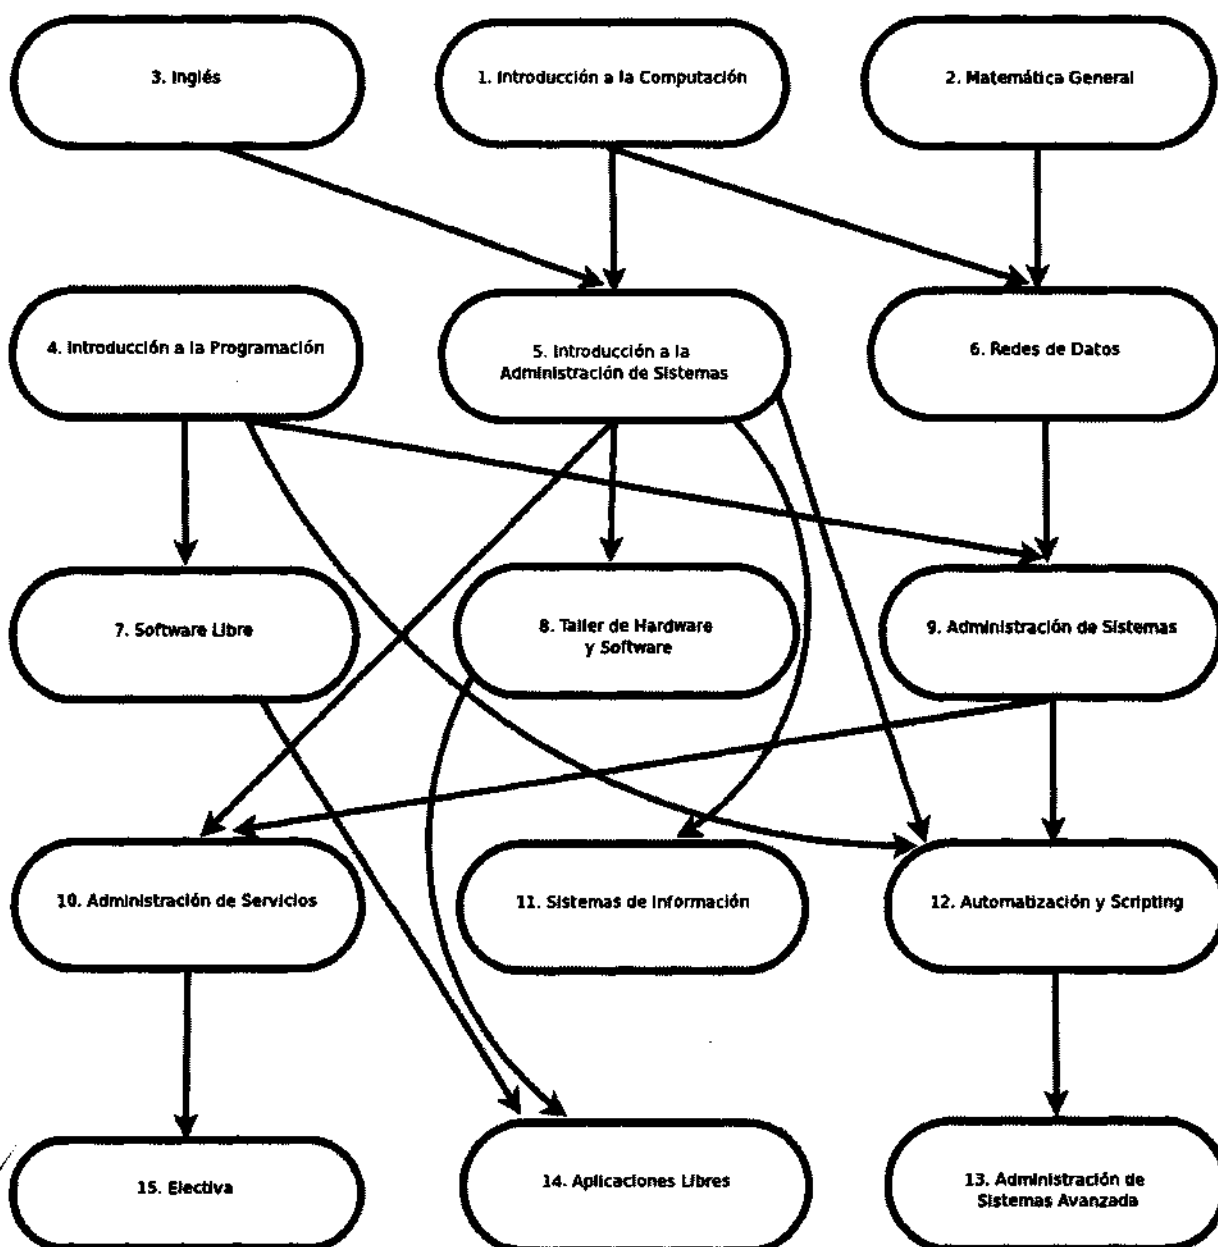 3. Inglés
1. Introducción a la Computación
2. Matemática General
4. Introducción a la Programación
5. Introducción a la
Administración de Sistemas
6. Redes de Datos
7. Software Libre
8. Taller de Hardware
y Software
9. Administración de Sistemas
10. Administración de Servicios
11. Sistemas de Información
12. Automatización y Scripting
15. Electiva
14. Aplicaciones Libres
13. Administración de
Sistemas Avanzada